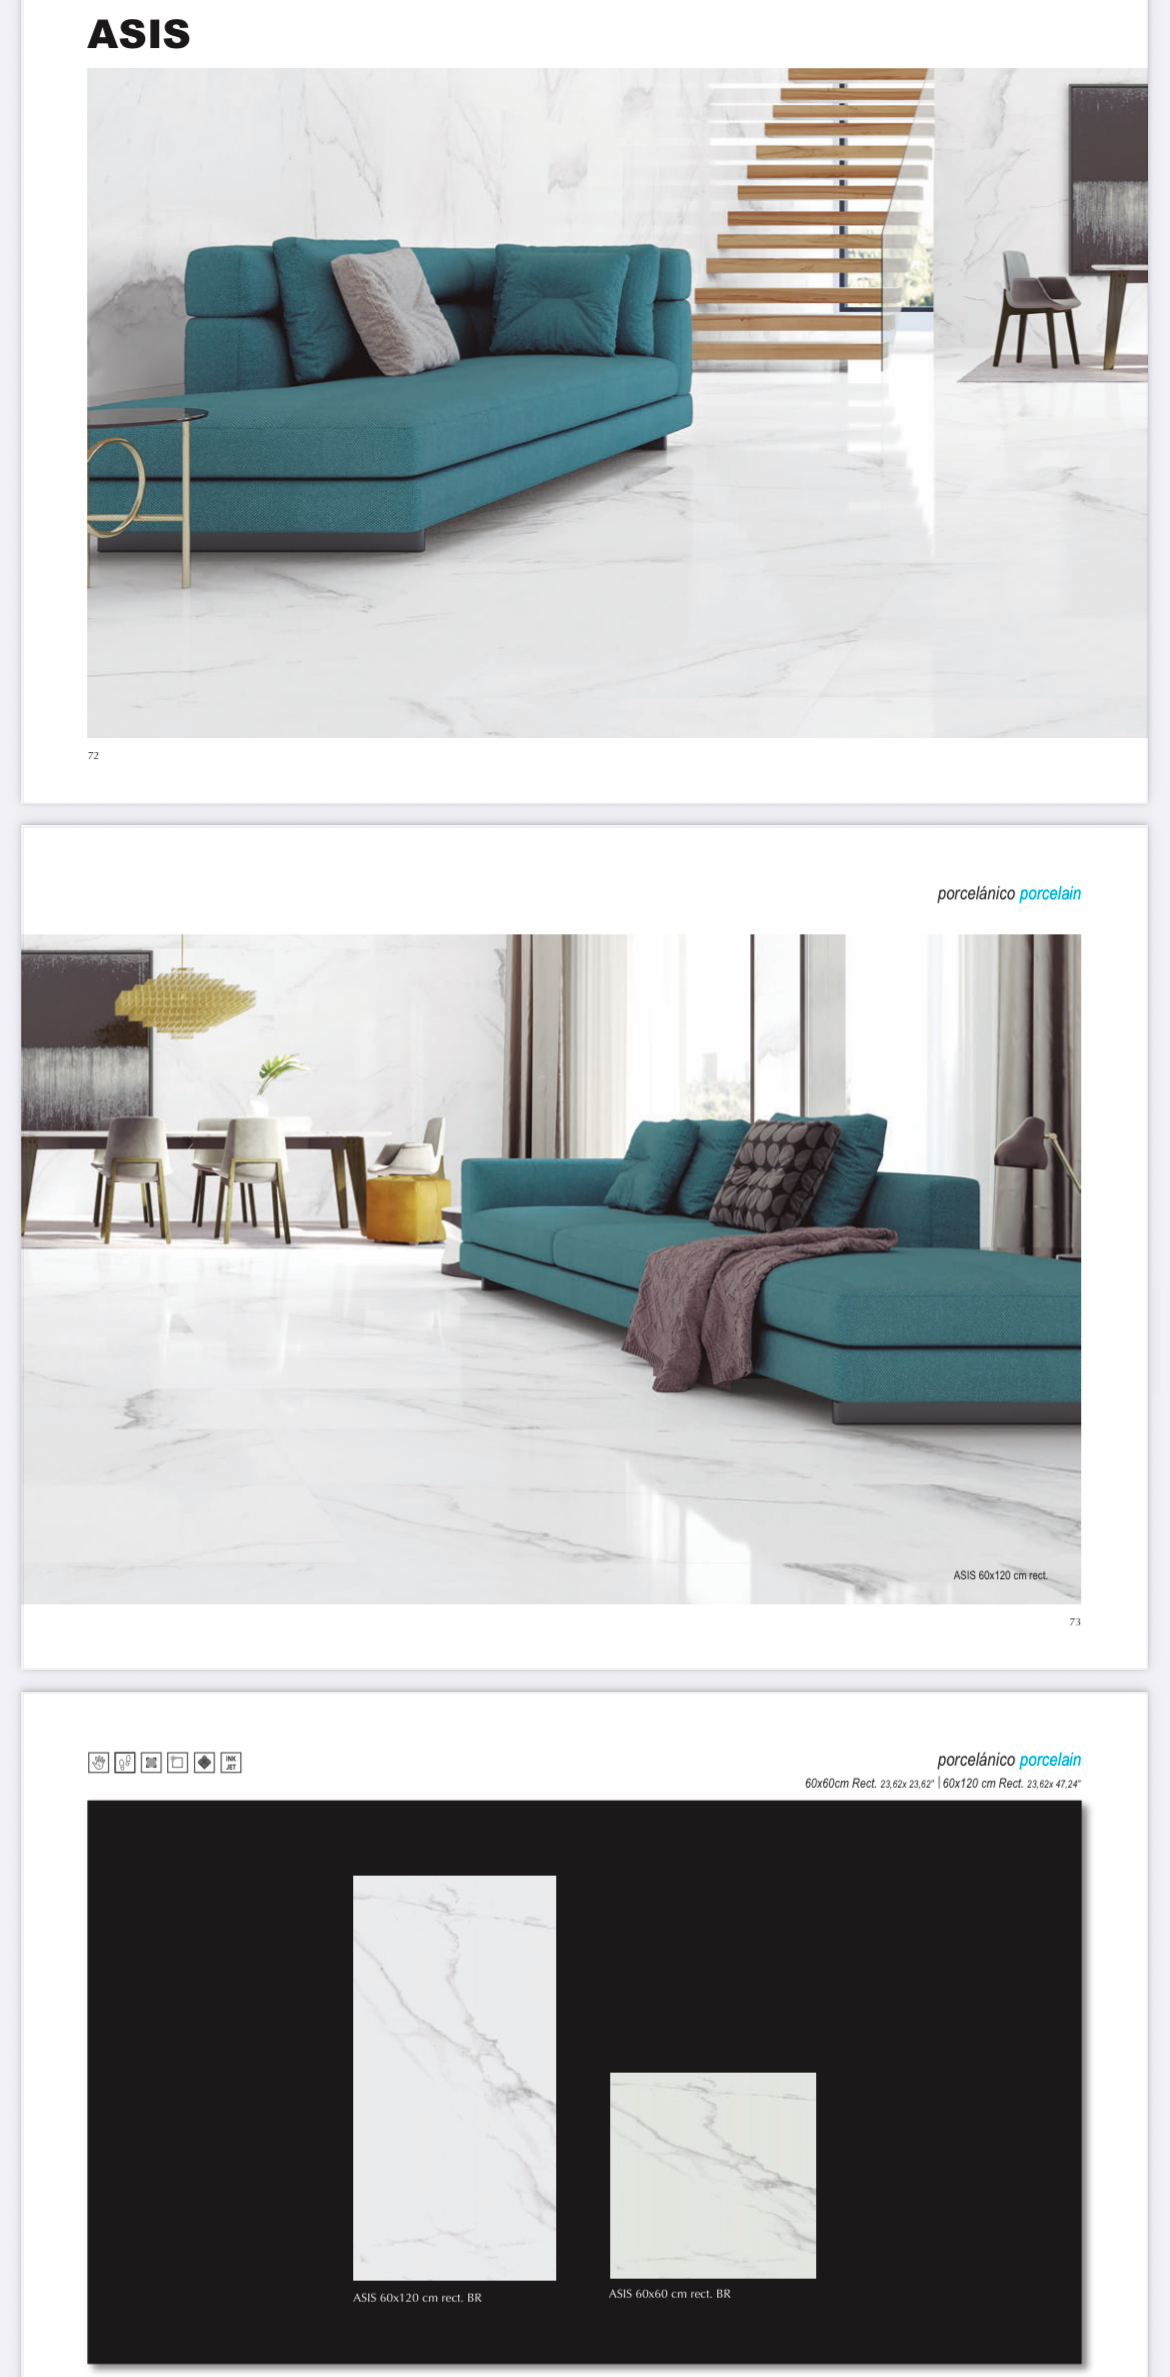 ASIS
72
porcelánico porcelain
ASIS 60x120 cm rect.
73
INK
JET
porcelánico porcelain
60x60cm Rect. 23,62x 23,62" | 60x120 cm Rect. 23,62x 47,24"
ASIS 60x120 cm rect. BR
ASIS 60x60 cm rect. BR